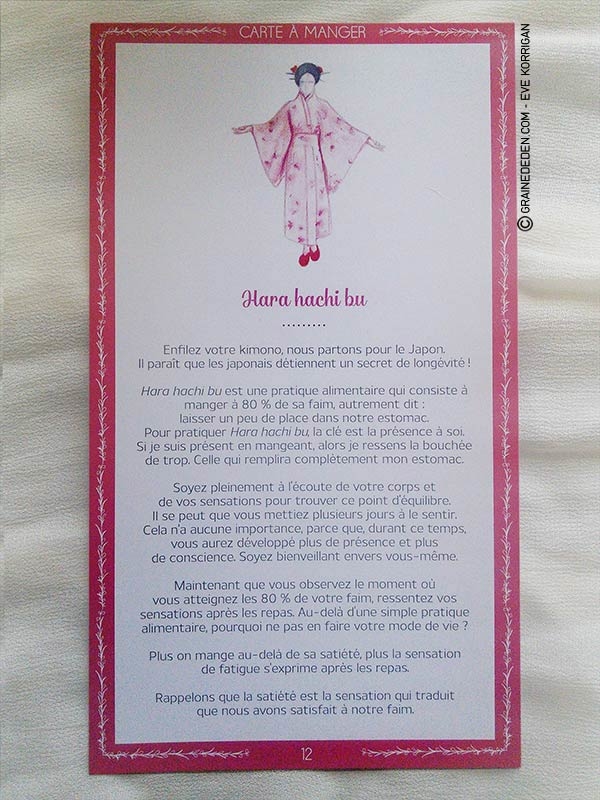 CARTE À MANGER
Hara hachi bu
Enfilez votre kimono, nous partons pour le Japon.
Il paraît que les japonais détiennent un secret de longévité !
Hara hachi bu est une pratique alimentaire qui consiste à
manger à 80 % de sa faim, autrement dit :
laisser un peu de place dans notre estomac.
Pour pratiquer Hara hachi bu, la clé est la présence à soi.
Si je suis présent en mangeant, alors je ressens la bouchée
de trop. Celle qui remplira complètement mon estomac.
Soyez pleinement à l'écoute de votre corps et
de vos sensations pour trouver ce point d'équilibre.
Il se peut que vous mettiez plusieurs jours à le sentir.
Cela n'a aucune importance, parce que, durant ce temps,
vous aurez développé plus de présence et plus
de conscience. Soyez bienveillant envers vous-même.
Maintenant que vous observez le moment où
vous atteignez les 80 % de votre faim, ressentez vos
sensations après les repas. Au-delà d'une simple pratique
alimentaire, pourquoi ne pas en faire votre mode de vie ?
Plus on mange au-delà de sa satiété, plus la sensation
de fatigue s'exprime après les repas.
Rappelons que la satiété est la sensation qui traduit
que nous avons satisfait à notre faim.
12
© GRAINEDEDEN.COM - EVE KORRIGAN